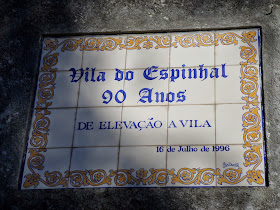 Vila do Espinhal
90 Anos
DE ELEVAÇÃO A VILA
16 de Julho de 1996